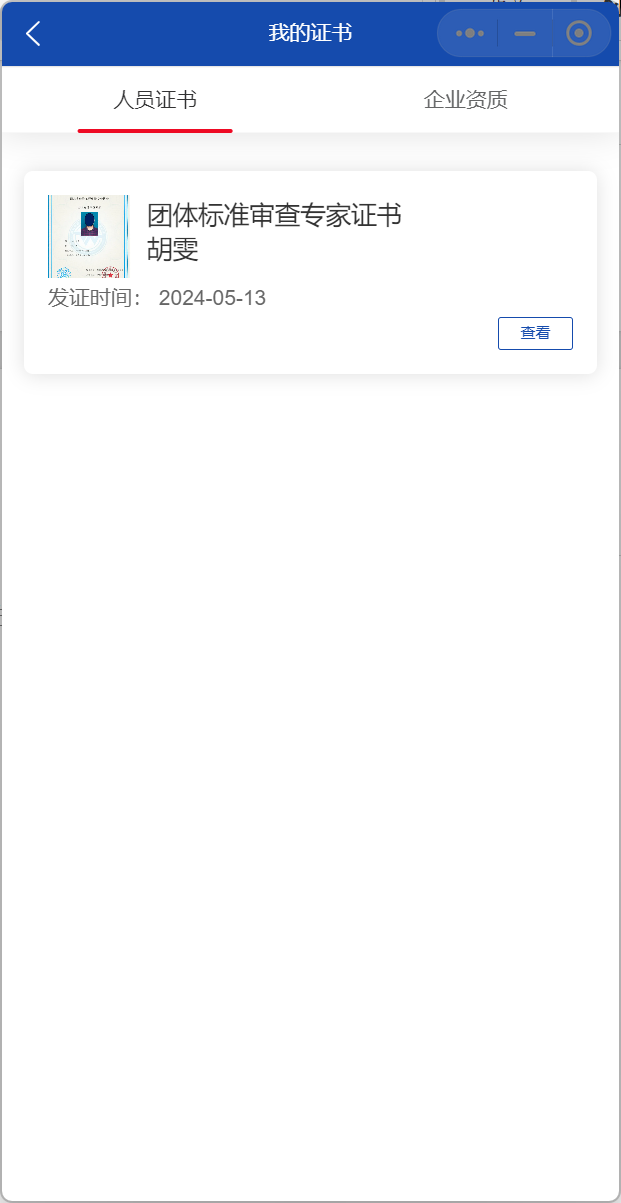 我的证书
人员证书
企业资质
团体标准审查专家证书
胡雯
发证时间： 2024-05-13
查看